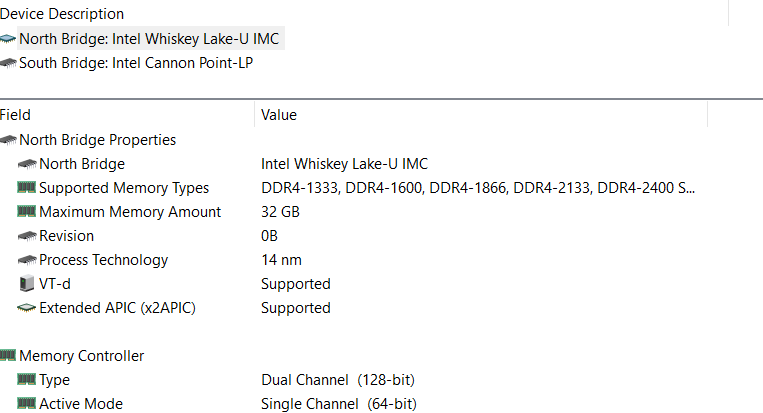 Device Description
North Bridge: Intel Whiskey Lake-U IMC
South Bridge: Intel Cannon Point-LP
Field Value
North Bridge Properties
North Bridge Intel Whiskey Lake-U IMC
Supported Memory Types DDR4-1333, DDR4-1600, DDR4-1866, DDR4-2133, DDR4-2400 S...
Maximum Memory Amount 32 GB
Revision 0B
Process Technology 14 nm
VT-d Supported
Extended APIC (x2APIC) Supported
Memory Controller
Type Dual Channel (128-bit)
Active Mode Single Channel (64-bit)